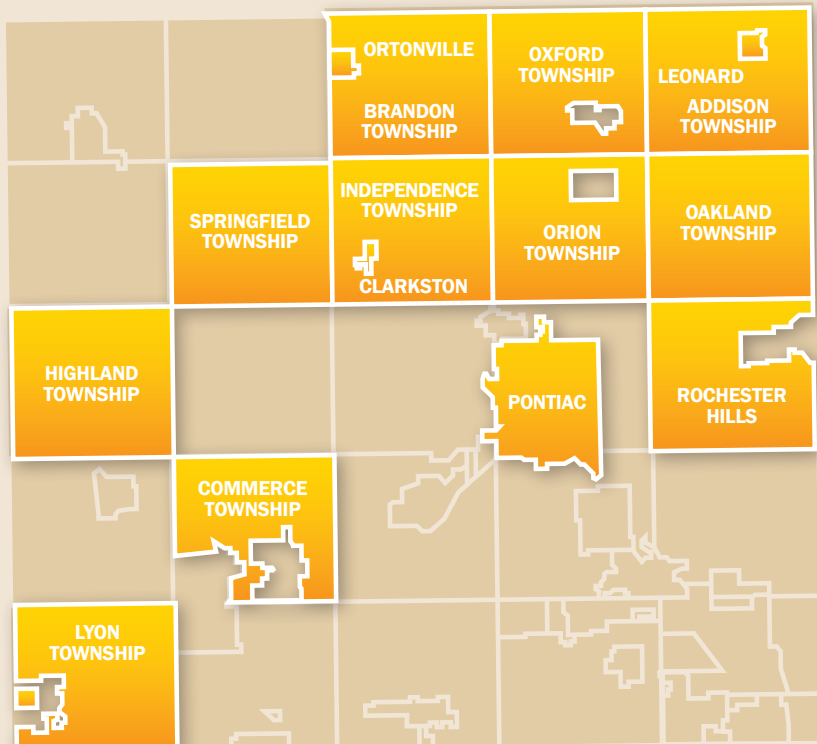 ORTONVILLE
BRANDON
TOWNSHIP
OXFORD
TOWNSHIP
LEONARD
ADDISON
TOWNSHIP
SPRINGFIELD
TOWNSHIP
INDEPENDENCE
TOWNSHIP
CLARKSTON
ORION
TOWNSHIP
OAKLAND
TOWNSHIP
HIGHLAND
TOWNSHIP
PONTIAC
ROCHESTER
HILLS
COMMERCE
TOWNSHIP
LYON
TOWNSHIP